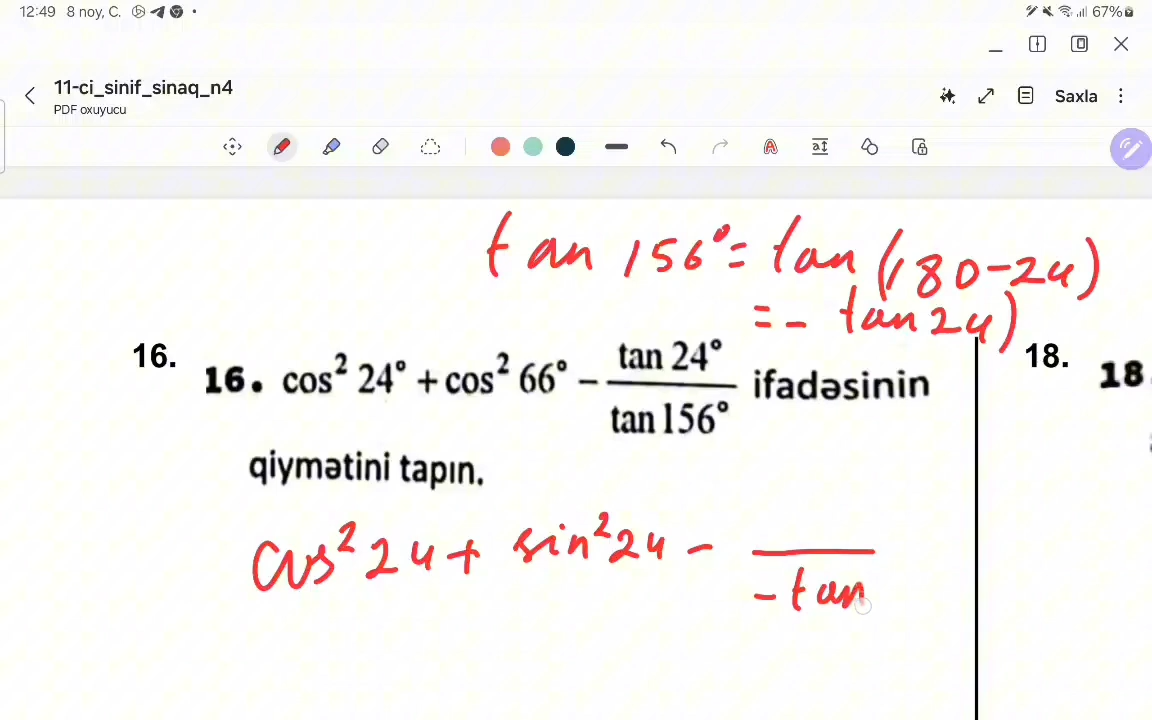 12:49 8 noy, C. 67%
11-ci_sinif_sinaq_n4
PDF oxuyucu
Saxla
tan 156° = tan (180-24)
= - tan 24)
16. 16. cos² 24° + cos² 66° − tan 24° / tan 156° ifadəsinin
qiymətini tapın.
18. 18
cos² 24 + sin² 24 - / -tan